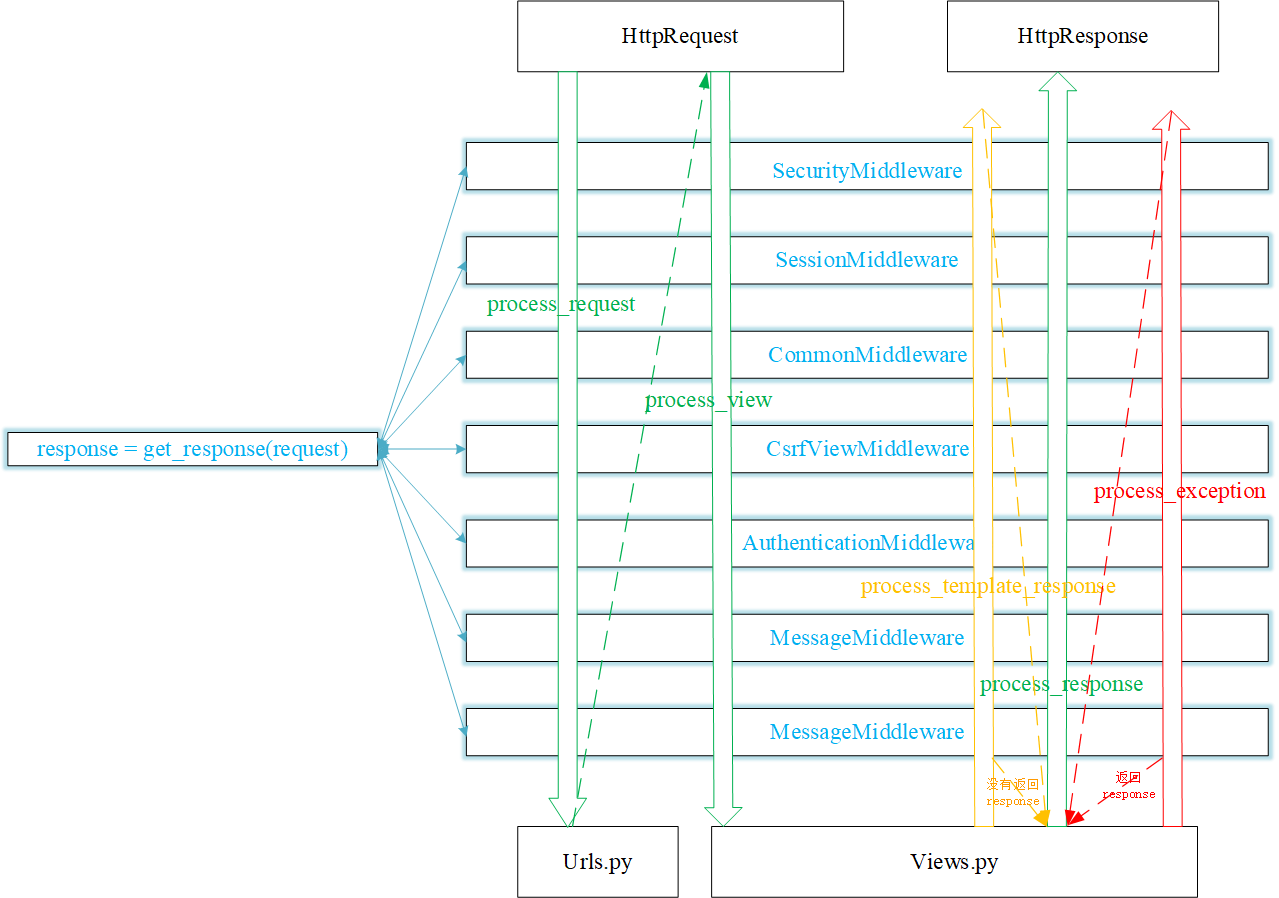 HttpRequest
HttpResponse
SecurityMiddleware
SessionMiddleware
process_request
CommonMiddleware
process_view
response = get_response(request)
CsrfViewMiddleware
process_exception
AuthenticationMiddlewa
process_template_response
MessageMiddleware
process_response
MessageMiddleware
没有返回
response
返回
response
Urls.py
Views.py